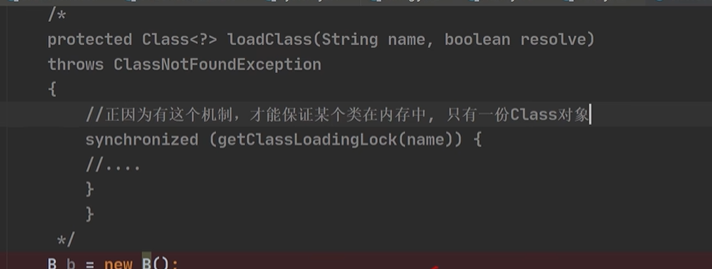 /*
protected Class<?> loadClass(String name, boolean resolve)
throws ClassNotFoundException
{
//正因为有这个机制，才能保证某个类在内存中, 只有一份Class对象
synchronized (getClassLoadingLock(name)) {
//....
}
}
*/
B b = new B();